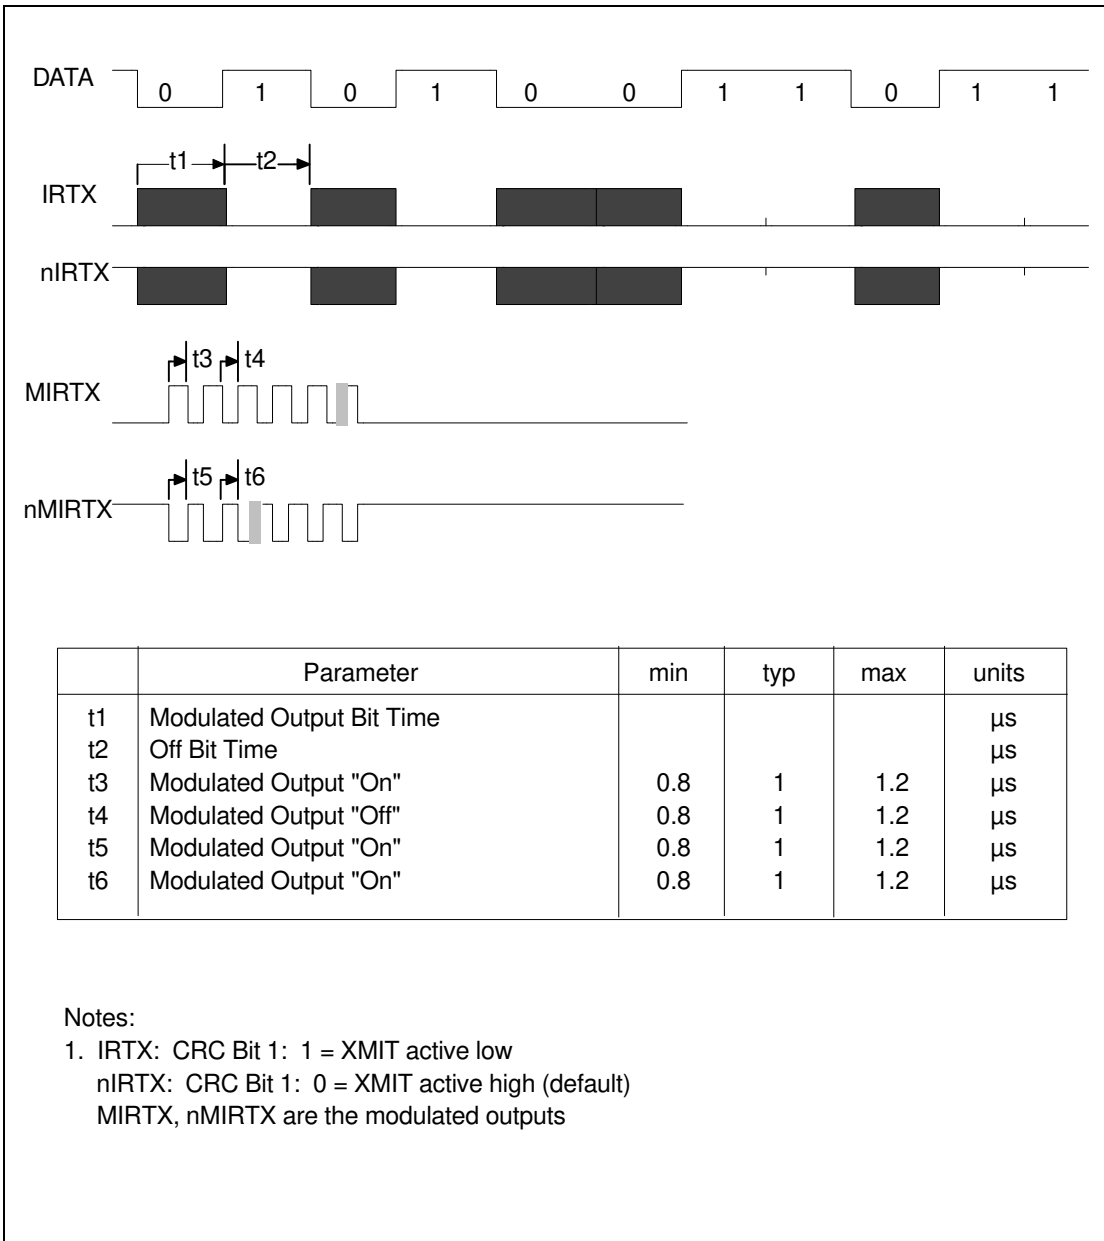 DATA 0 1 0 1 0 0 1 1 0 1 1
t1 t2
IRTX
nIRTX
t3 t4
MIRTX
t5 t6
nMIRTX
Parameter min typ max units
t1 Modulated Output Bit Time µs
t2 Off Bit Time µs
t3 Modulated Output "On" 0.8 1 1.2 µs
t4 Modulated Output "Off" 0.8 1 1.2 µs
t5 Modulated Output "On" 0.8 1 1.2 µs
t6 Modulated Output "On" 0.8 1 1.2 µs
Notes:
1. IRTX: CRC Bit 1: 1 = XMIT active low
nIRTX: CRC Bit 1: 0 = XMIT active high (default)
MIRTX, nMIRTX are the modulated outputs